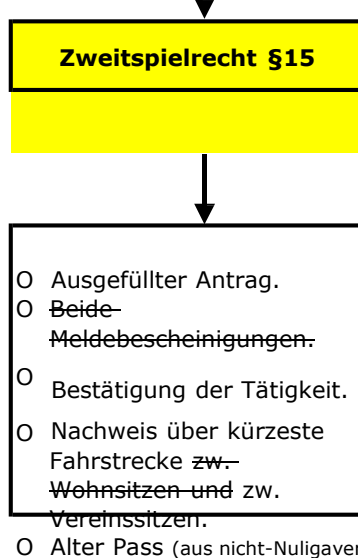 Zweitspielrecht §15
O Ausgefüllter Antrag.
O Beide
Meldebescheinigungen.
O Bestätigung der Tätigkeit.
O Nachweis über kürzeste
Fahrstrecke zw.
Wohnsitzen und zw.
Vereinssitzen.
O Alter Pass (aus nicht-Nuligaver